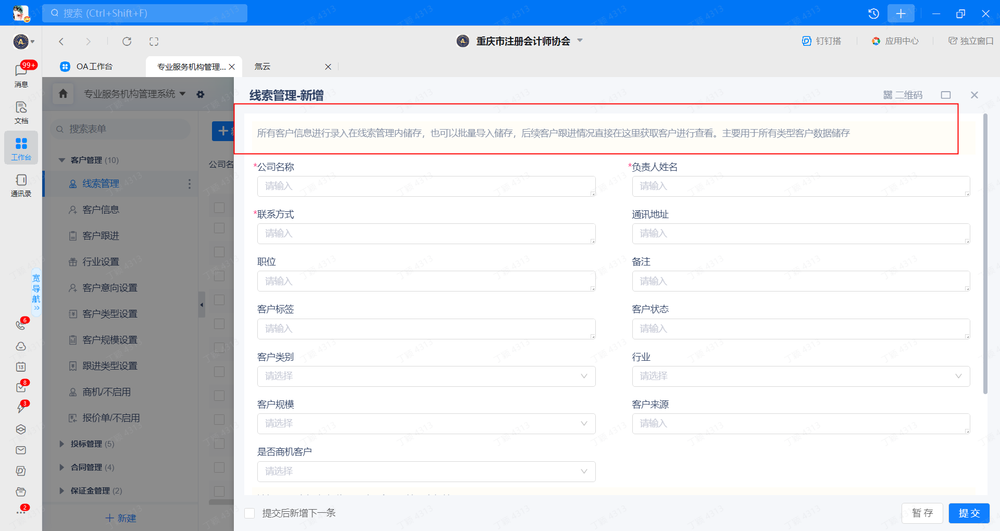 搜索 (Ctrl+Shift+F)
重庆市注册会计师协会
钉钉搭
应用中心
独立窗口
OA工作台
专业服务机构管理...
氚云
99+
消息
文档
工作台
通讯录
宽导航
6
13
8
3
2
专业服务机构管理系统
搜索表单
客户管理 (10)
线索管理
客户信息
客户跟进
行业设置
客户意向设置
客户类型设置
客户规模设置
跟进类型设置
商机/不启用
报价单/不启用
投标管理 (5)
合同管理 (4)
保证金管理 (2)
新建
公司名
线索管理-新增
二维码
所有客户信息进行录入在线索管理内储存，也可以批量导入储存，后续客户跟进情况直接在这里获取客户进行查看。主要用于所有类型客户数据储存
*公司名称
请输入
*负责人姓名
请输入
*联系方式
请输入
通讯地址
请输入
职位
请输入
备注
请输入
客户标签
请输入
客户状态
请输入
客户类别
请选择
行业
请选择
客户规模
请选择
客户来源
请输入
是否商机客户
请选择
提交后新增下一条
暂存
提交
丁颖 4313